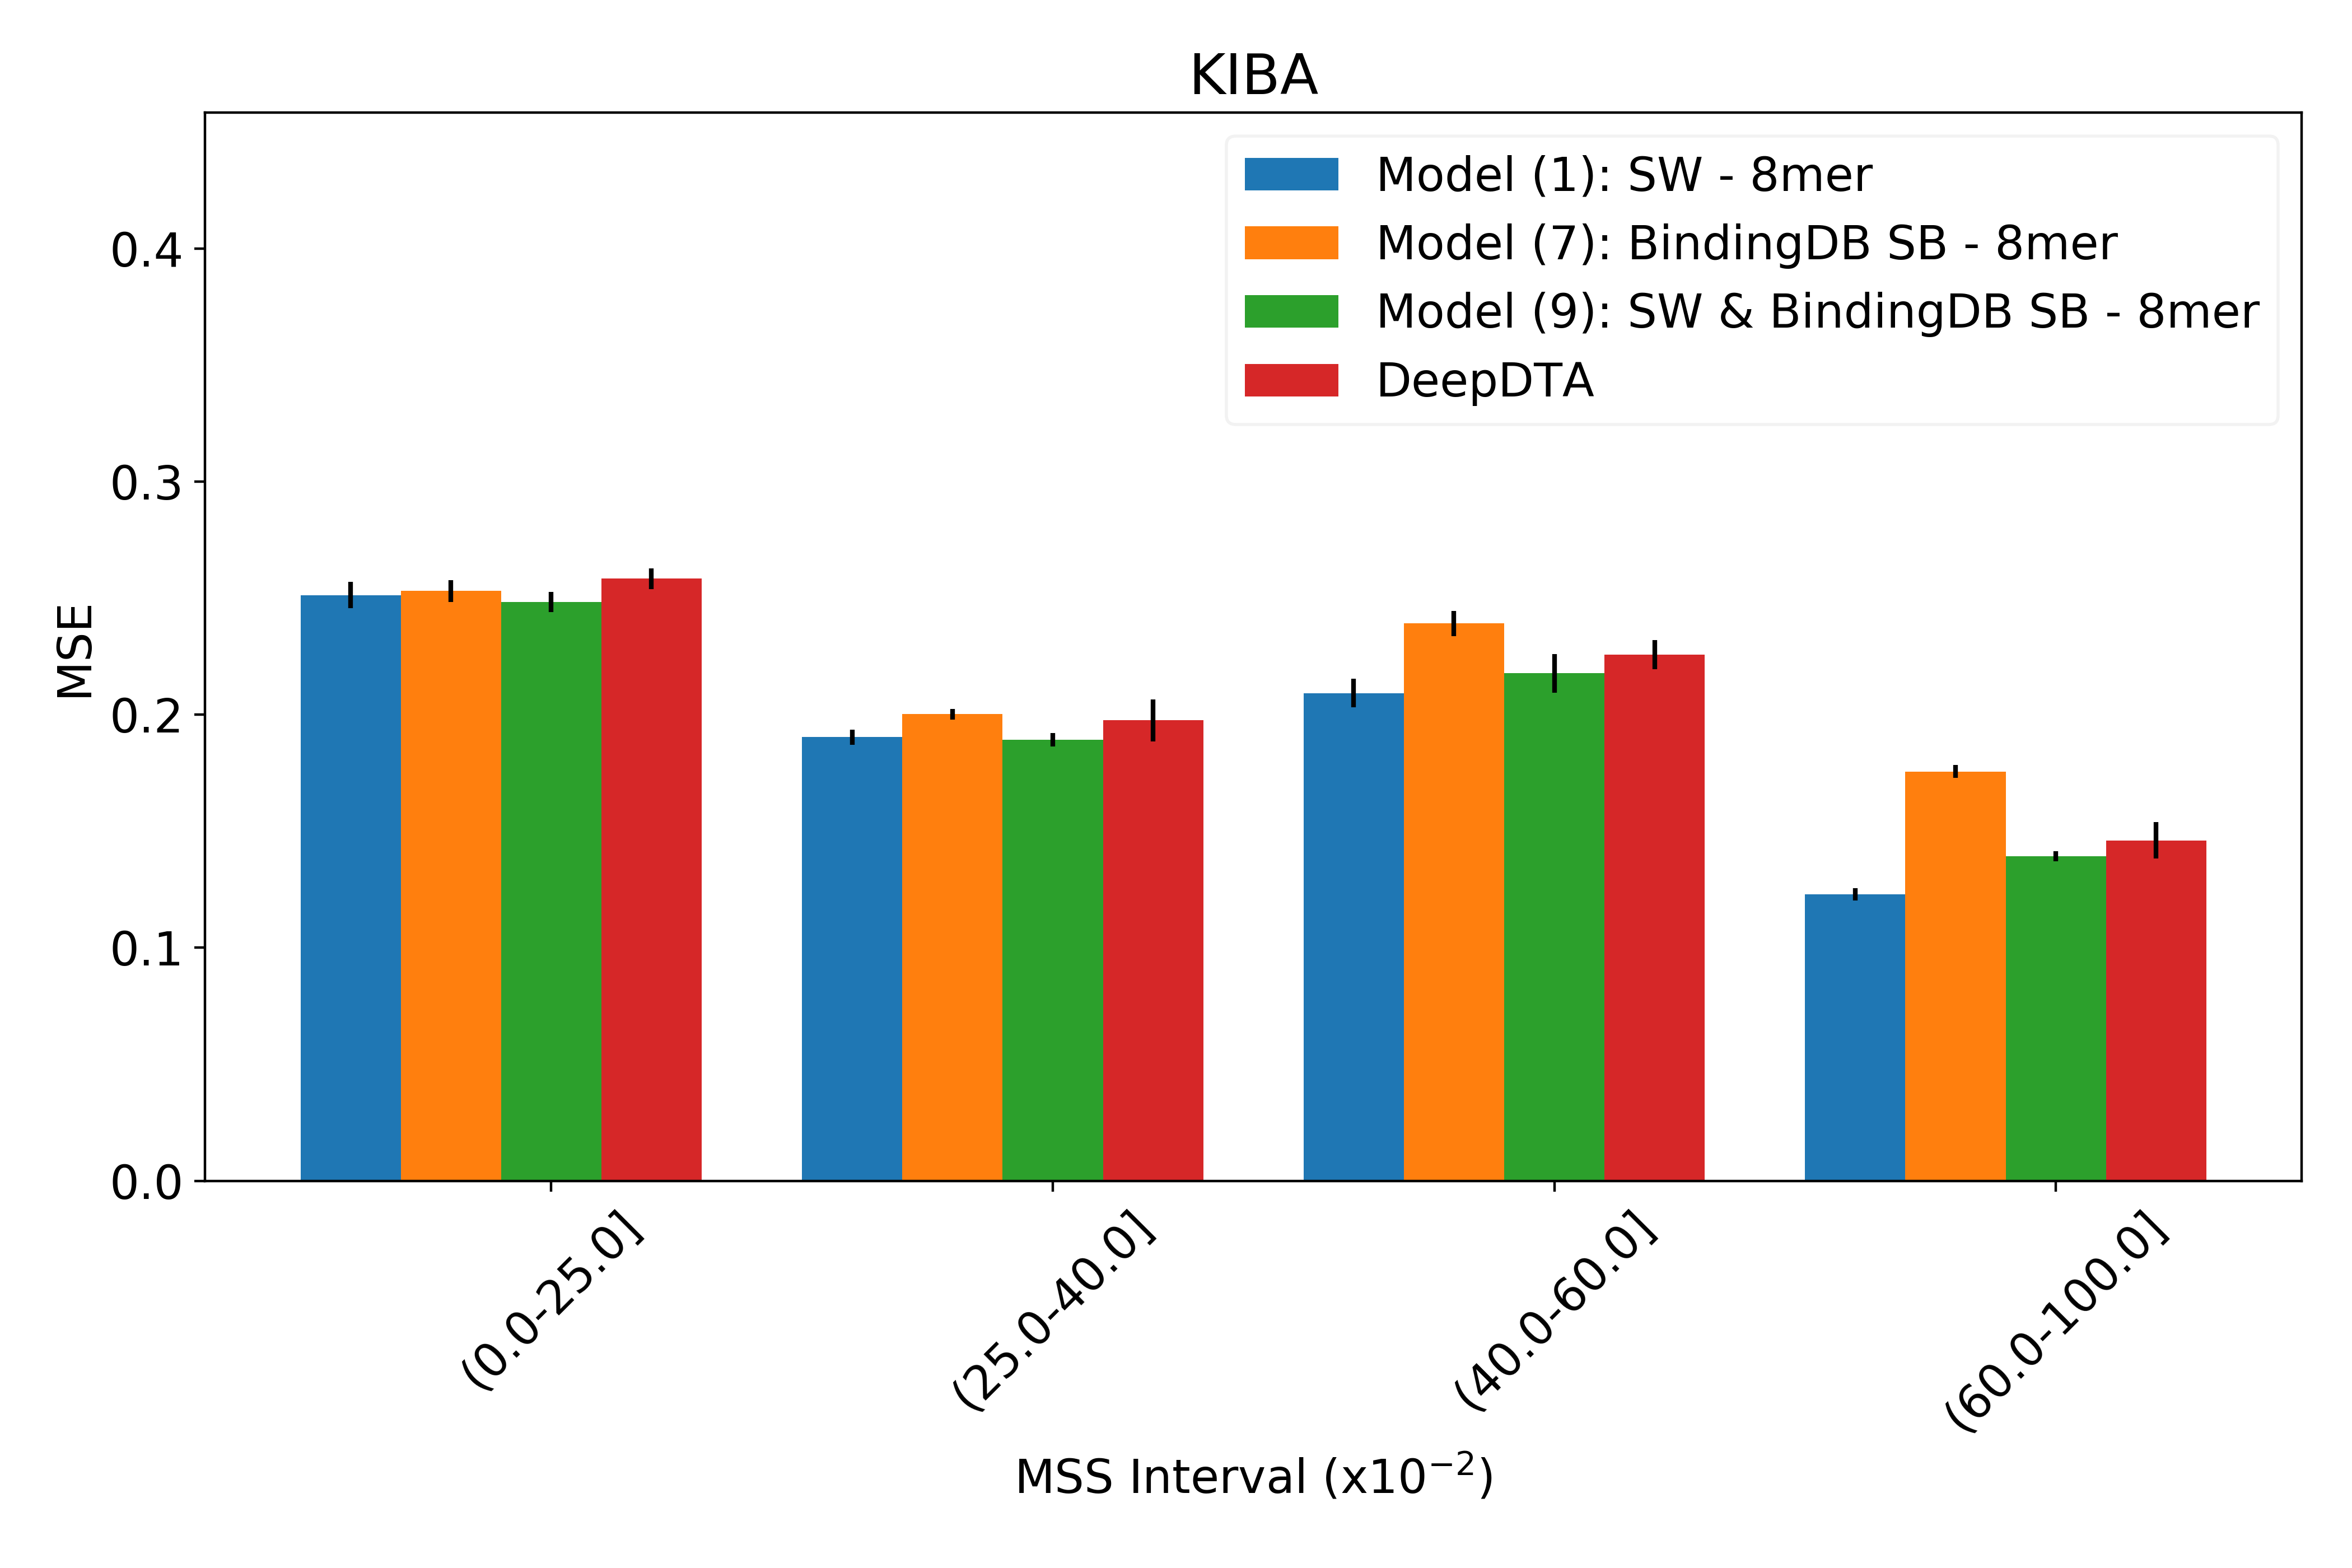 KIBA
Model (1): SW - 8mer
Model (7): BindingDB SB - 8mer
Model (9): SW & BindingDB SB - 8mer
DeepDTA
MSE
0.4
0.3
0.2
0.1
0.0
(0.0-25.0]
(25.0-40.0]
(40.0-60.0]
(60.0-100.0]
MSS Interval (x10⁻²)